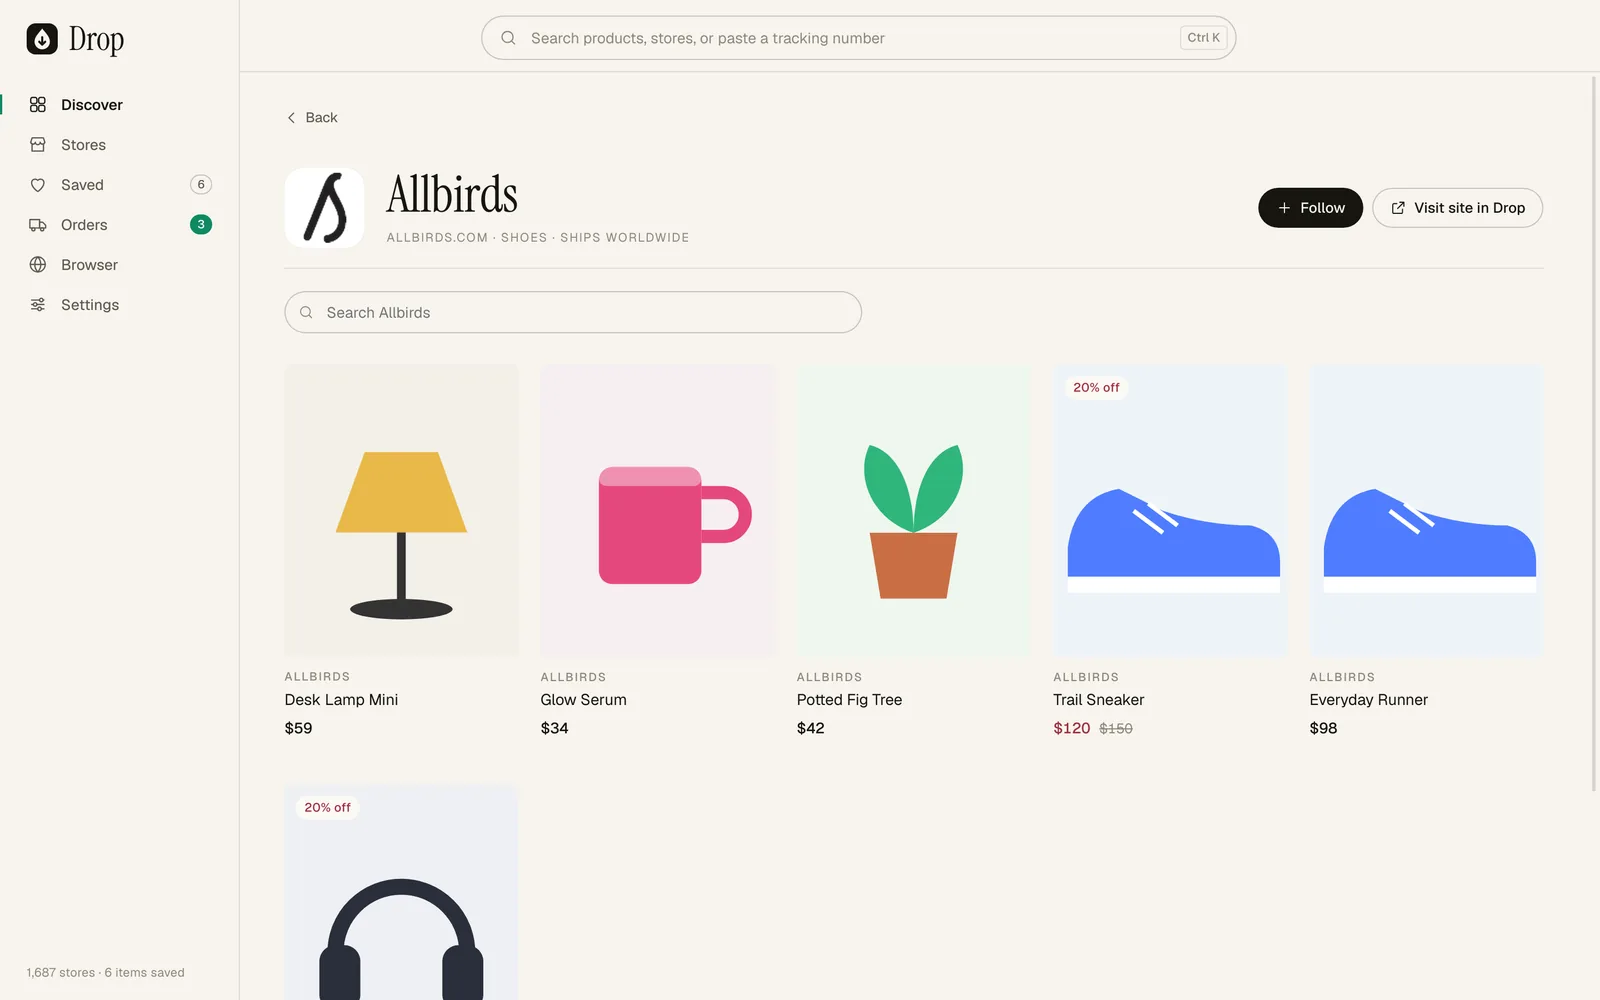 Drop
Search products, stores, or paste a tracking number
Ctrl K
Discover
Stores
Saved
6
Orders
3
Browser
Settings
Back
Allbirds
ALLBIRDS.COM · SHOES · SHIPS WORLDWIDE
Follow
Visit site in Drop
Search Allbirds
ALLBIRDS
Desk Lamp Mini
$59
ALLBIRDS
Glow Serum
$34
ALLBIRDS
Potted Fig Tree
$42
20% off
ALLBIRDS
Trail Sneaker
$120 $150
ALLBIRDS
Everyday Runner
$98
20% off
1,687 stores · 6 items saved